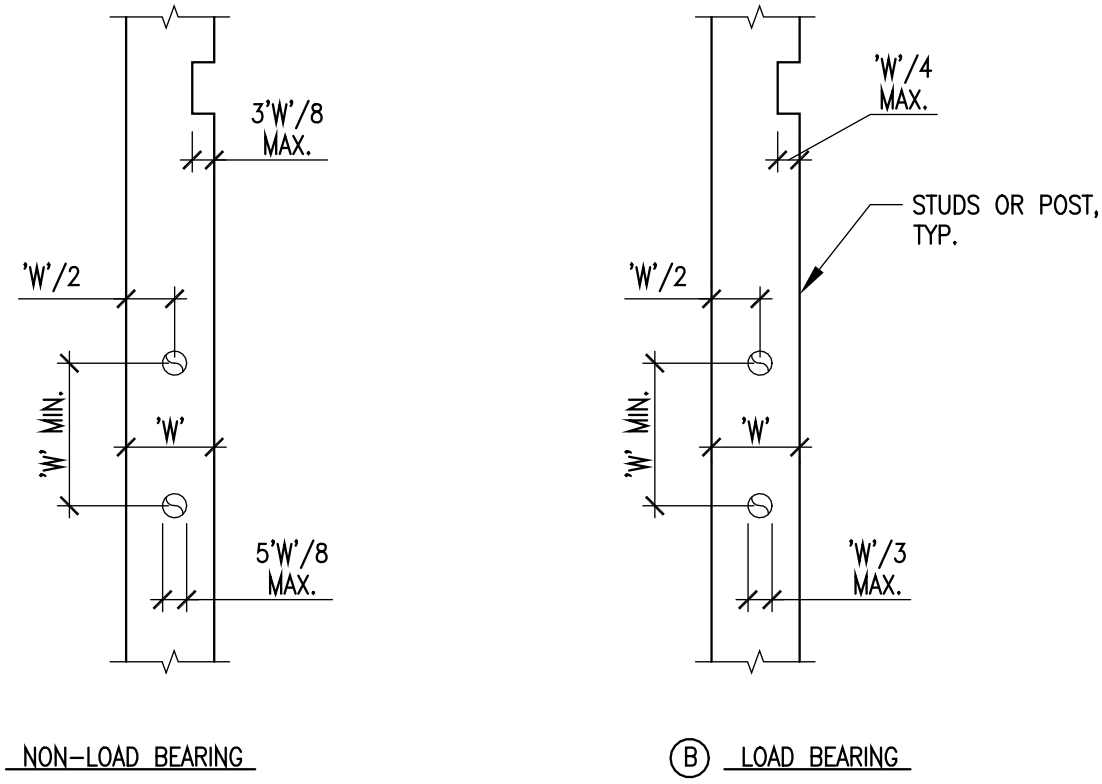 3'W'/8
MAX.
'W'/2
'W' MIN.
'W'
5'W'/8
MAX.
NON-LOAD BEARING
'W'/4
MAX.
STUDS OR POST,
TYP.
'W'/2
'W' MIN.
'W'
'W'/3
MAX.
B LOAD BEARING